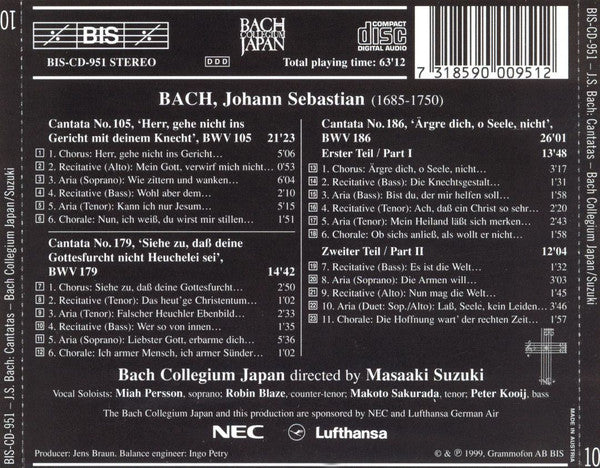 10
BIS-CD-951 – J.S. Bach: Cantatas – Bach Collegium Japan/Suzuki
BIS
BIS-CD-951 STEREO
DDD
BACH
COLLEGIUM
JAPAN
COMPACT
disc
DIGITAL AUDIO
Total playing time: 63'12
7 318590 009512
BACH, Johann Sebastian (1685-1750)
Cantata No. 105, ‘Herr, gehe nicht ins
Gericht mit deinem Knecht’, BWV 105 21'23
1 1. Chorus: Herr, gehe nicht ins Gericht… 5'06
2 2. Recitative (Alto): Mein Gott, verwirf mich nicht… 0'53
3 3. Aria (Soprano): Wie zittern und wanken… 6'04
4 4. Recitative (Bass): Wohl aber dem… 2'10
5 5. Aria (Tenor): Kann ich nur Jesum… 5'15
6 6. Chorale: Nun, ich weiß, du wirst mir stillen… 1'51
Cantata No. 179, ‘Siehe zu, daß deine
Gottesfurcht nicht Heuchelei sei’,
BWV 179 14'42
7 1. Chorus: Siehe zu, daß deine Gottesfurcht… 2'50
8 2. Recitative (Tenor): Das heut'ge Christentum… 1'02
9 3. Aria (Tenor): Falscher Heuchler Ebenbild… 3'03
10 4. Recitative (Bass): Wer so von innen… 1'35
11 5. Aria (Soprano): Liebster Gott, erbarme dich… 4'31
12 6. Chorale: Ich armer Mensch, ich armer Sünder… 1'31
Cantata No. 186, ‘Ärgre dich, o Seele, nicht’,
BWV 186 26'01
Erster Teil / Part I 13'48
13 1. Chorus: Ärgre dich, o Seele, nicht… 3'17
14 2. Recitative (Bass): Die Knechtsgestalt… 1'31
15 3. Aria (Bass): Bist du, der mir helfen soll… 2'58
16 4. Recitative (Tenor): Ach, daß ein Christ so sehr… 2'20
17 5. Aria (Tenor): Mein Heiland läßt sich merken… 2'43
18 6. Chorale: Ob sichs anließ, als wollt er nicht… 1'53
Zweiter Teil / Part II 12'04
19 7. Recitative (Bass): Es ist die Welt… 1'31
20 8. Aria (Soprano): Die Armen will… 3'03
21 9. Recitative (Alto): Nun mag die Welt… 1'41
22 10. Aria (Duet: Sop./Alto): Laß, Seele, kein Leiden… 3'46
23 11. Chorale: Die Hoffnung wart' der rechten Zeit… 1'57
Bach Collegium Japan directed by Masaaki Suzuki
Vocal Soloists: Miah Persson, soprano; Robin Blaze, counter-tenor; Makoto Sakurada, tenor; Peter Kooij, bass
The Bach Collegium Japan and this production are sponsored by NEC and Lufthansa German Air
NEC
Lufthansa
Producer: Jens Braun. Balance engineer: Ingo Petry
© & ℗ 1999, Grammofon AB BIS
MADE IN AUSTRIA
BIS-CD-951 – J.S. Bach: Cantatas – Bach Collegium Japan/Suzuki
10